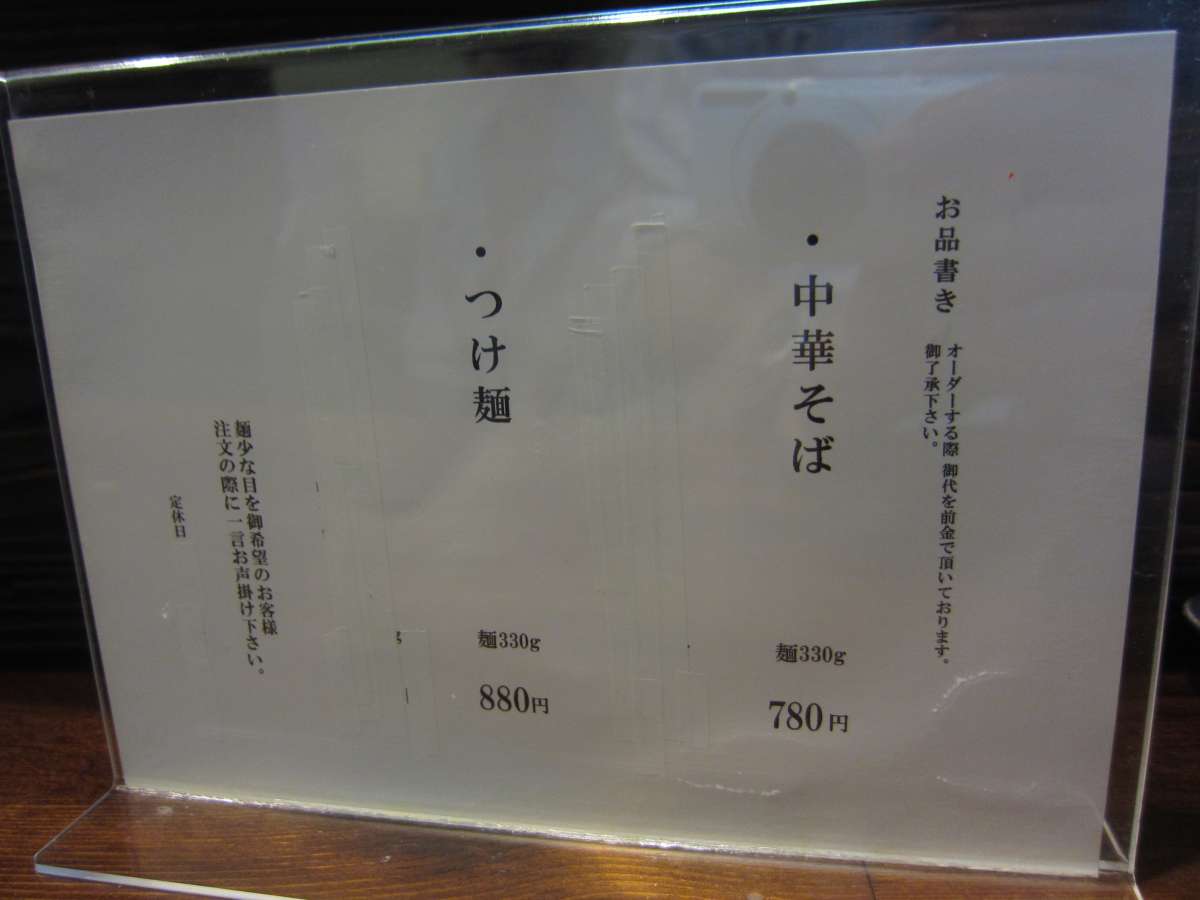 お品書き
オーダーする際 御代を前金で頂いております。
御了承下さい。
・中華そば
麺330g
780円
・つけ麺
麺330g
880円
麺少な目を御希望のお客様
注文の際に一言お声掛け下さい。
定休日